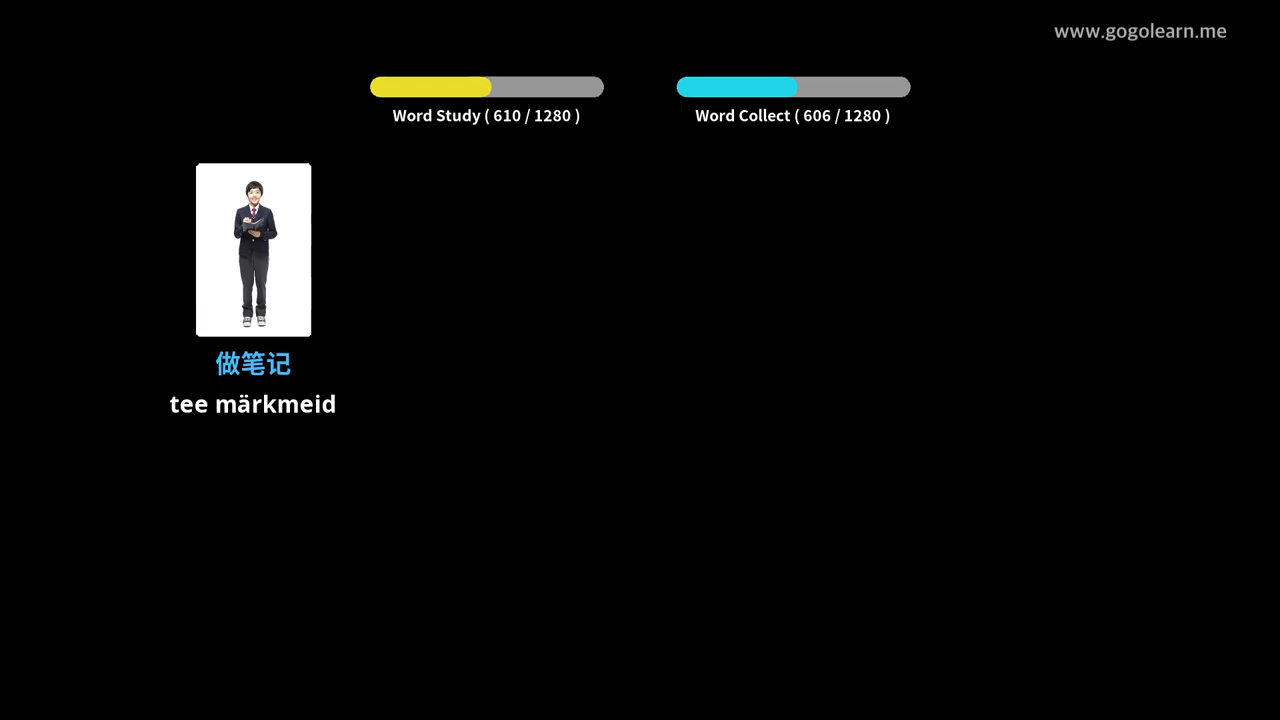 www.gogolearn.me
Word Study ( 610 / 1280 )
Word Collect ( 606 / 1280 )
做笔记
tee märkmeid